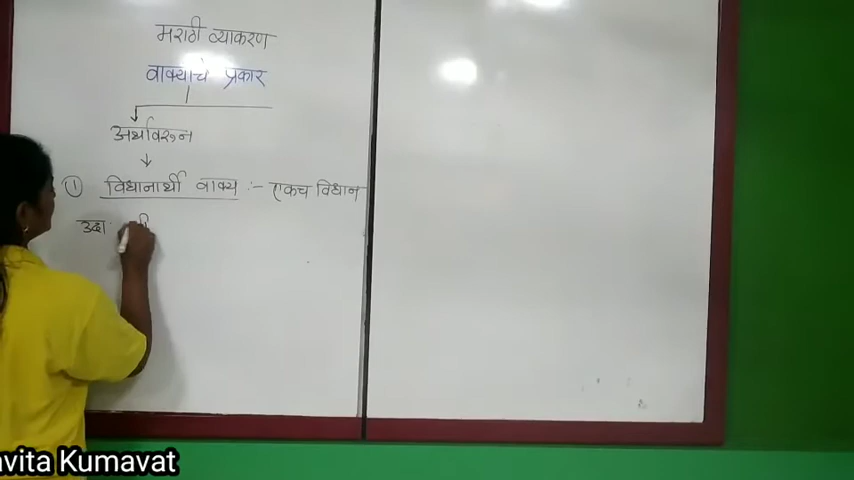 मराठी व्याकरण
वाक्याचे प्रकार
अर्थावरून
① विधानार्थी वाक्य :- एकच विधान
उदा.
avita Kumavat